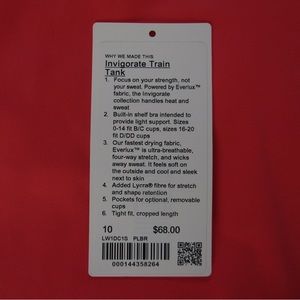 WHY WE MADE THIS
Invigorate Train
Tank
1. Focus on your strength, not
your sweat. Powered by Everlux™
fabric, the Invigorate
collection handles heat and
sweat
2. Built-in shelf bra intended to
provide light support. Sizes
0-14 fit B/C cups, sizes 16-20
fit D/DD cups
3. Our fastest drying fabric,
Everlux™ is ultra-breathable,
four-way stretch, and wicks
away sweat. It feels soft on
the outside and cool and sleek
next to skin
4. Added Lycra® fibre for stretch
and shape retention
5. Pockets for optional, removable
cups
6. Tight fit, cropped length
10 $68.00
LW1DC1S PLBR
000144358264